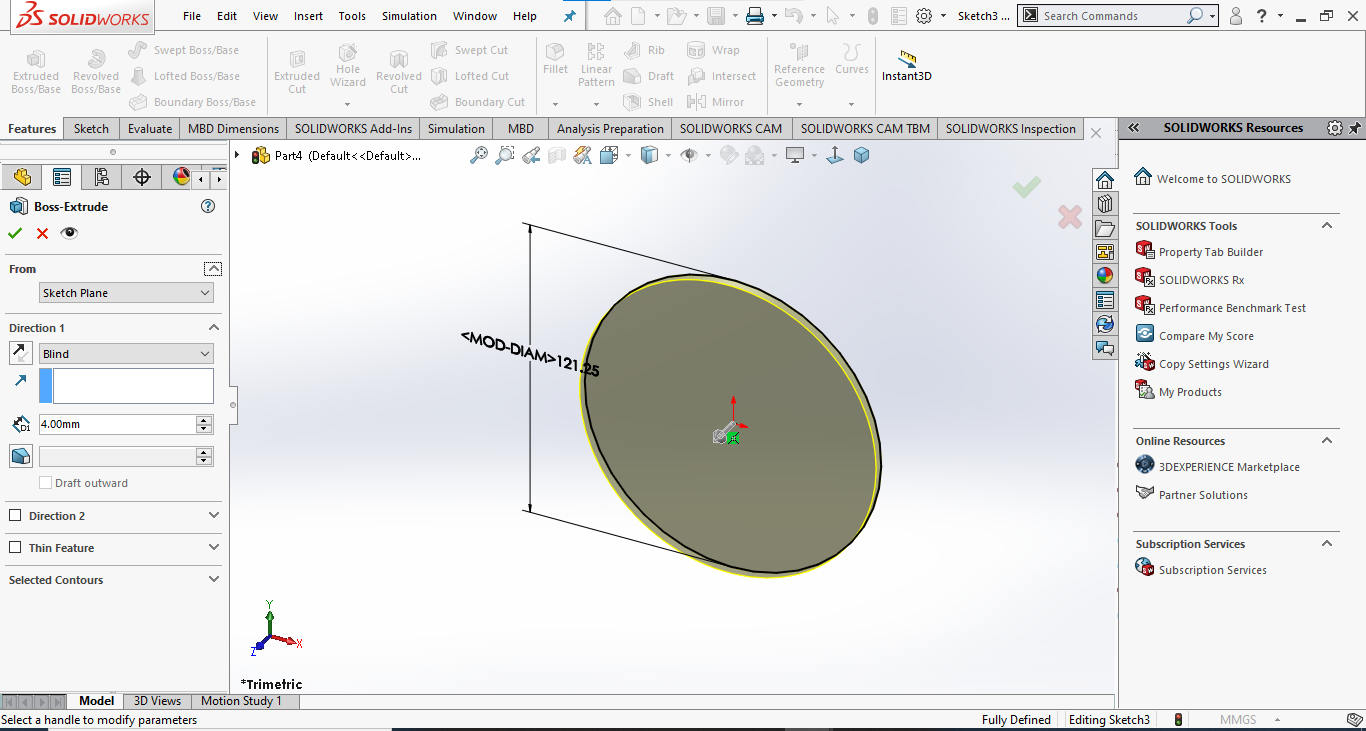 SOLIDWORKS File Edit View Insert Tools Simulation Window Help Sketch3 ... Search Commands ?
Extruded Boss/Base
Revolved Boss/Base
Swept Boss/Base
Lofted Boss/Base
Boundary Boss/Base
Extruded Cut
Hole Wizard
Revolved Cut
Swept Cut
Lofted Cut
Boundary Cut
Fillet
Linear Pattern
Rib
Draft
Shell
Wrap
Intersect
Mirror
Reference Geometry
Curves
Instant3D
Features Sketch Evaluate MBD Dimensions SOLIDWORKS Add-Ins Simulation MBD Analysis Preparation SOLIDWORKS CAM SOLIDWORKS CAM TBM SOLIDWORKS Inspection
Part4 (Default<<Default>...
Boss-Extrude
From
Sketch Plane
Direction 1
Blind
D1
4.00mm
Draft outward
Direction 2
Thin Feature
Selected Contours
<MOD-DIAM>121.25
Y
X
Z
*Trimetric
SOLIDWORKS Resources
Welcome to SOLIDWORKS
SOLIDWORKS Tools
Property Tab Builder
SOLIDWORKS Rx
Performance Benchmark Test
Compare My Score
Copy Settings Wizard
My Products
Online Resources
3DEXPERIENCE Marketplace
Partner Solutions
Subscription Services
Subscription Services
Model 3D Views Motion Study 1
Select a handle to modify parameters Fully Defined Editing Sketch3 MMGS